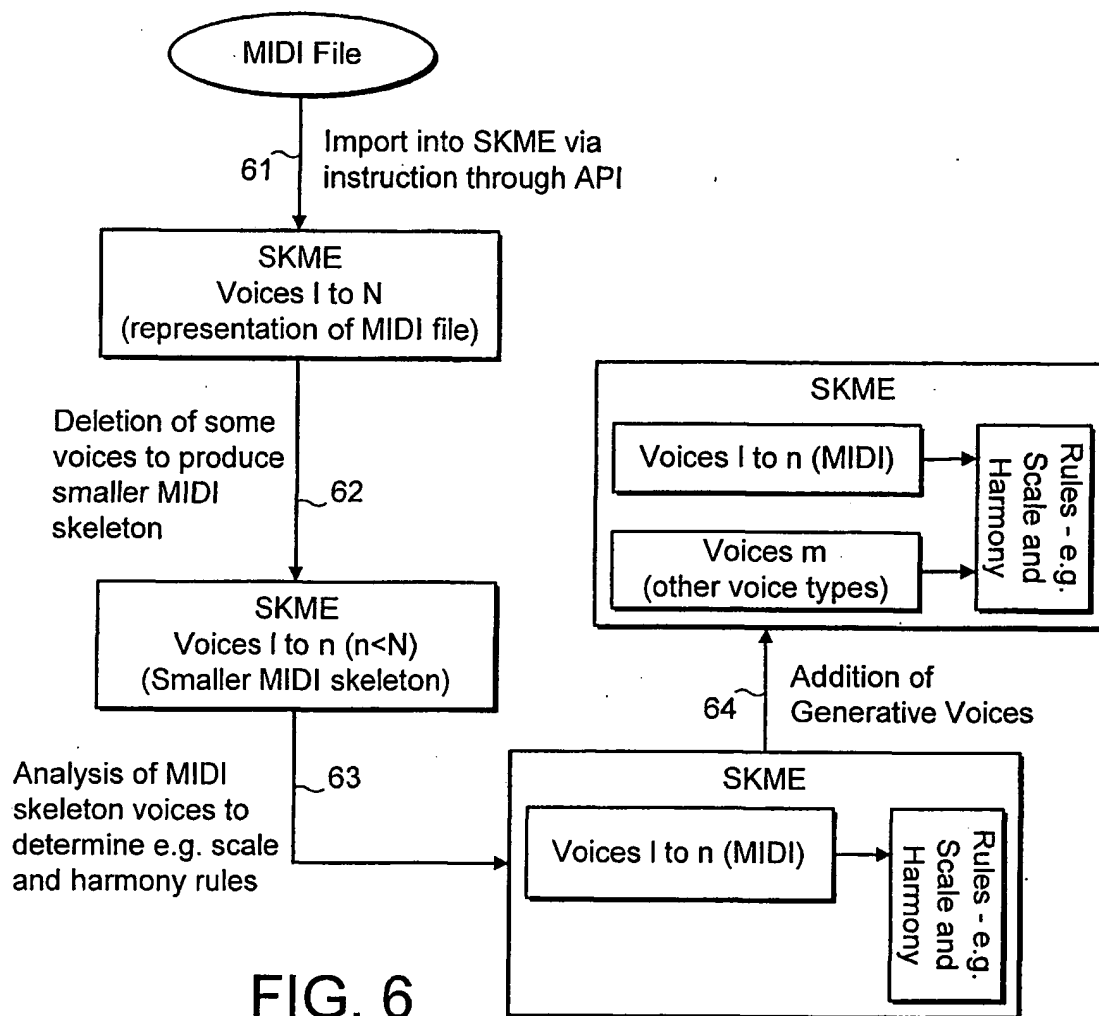 MIDI File
61
Import into SKME via
instruction through API
SKME
Voices I to N
(representation of MIDI file)
Deletion of some
voices to produce
smaller MIDI
skeleton
62
SKME
Voices I to n (n<N)
(Smaller MIDI skeleton)
Analysis of MIDI
skeleton voices to
determine e.g. scale
and harmony rules
63
SKME
Voices I to n (MIDI)
Rules - e.g.
Scale and
Harmony
64
Addition of
Generative Voices
SKME
Voices I to n (MIDI)
Voices m
(other voice types)
Rules - e.g.
Scale and
Harmony
FIG. 6